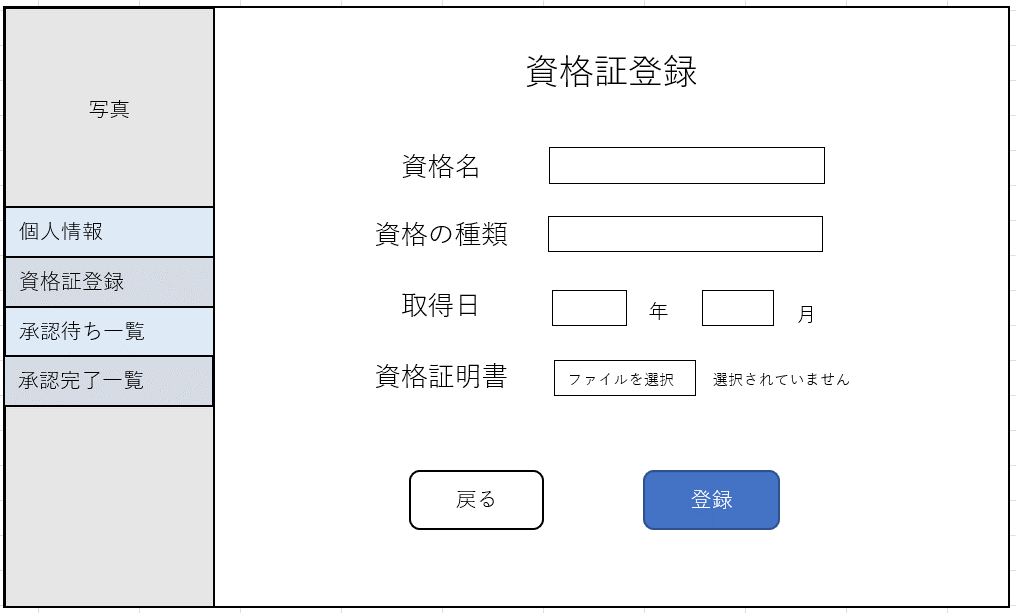 写真
個人情報
資格証登録
承認待ち一覧
承認完了一覧
資格証登録
資格名
資格の種類
取得日 年 月
資格証明書 ファイルを選択 選択されていません
戻る 登録